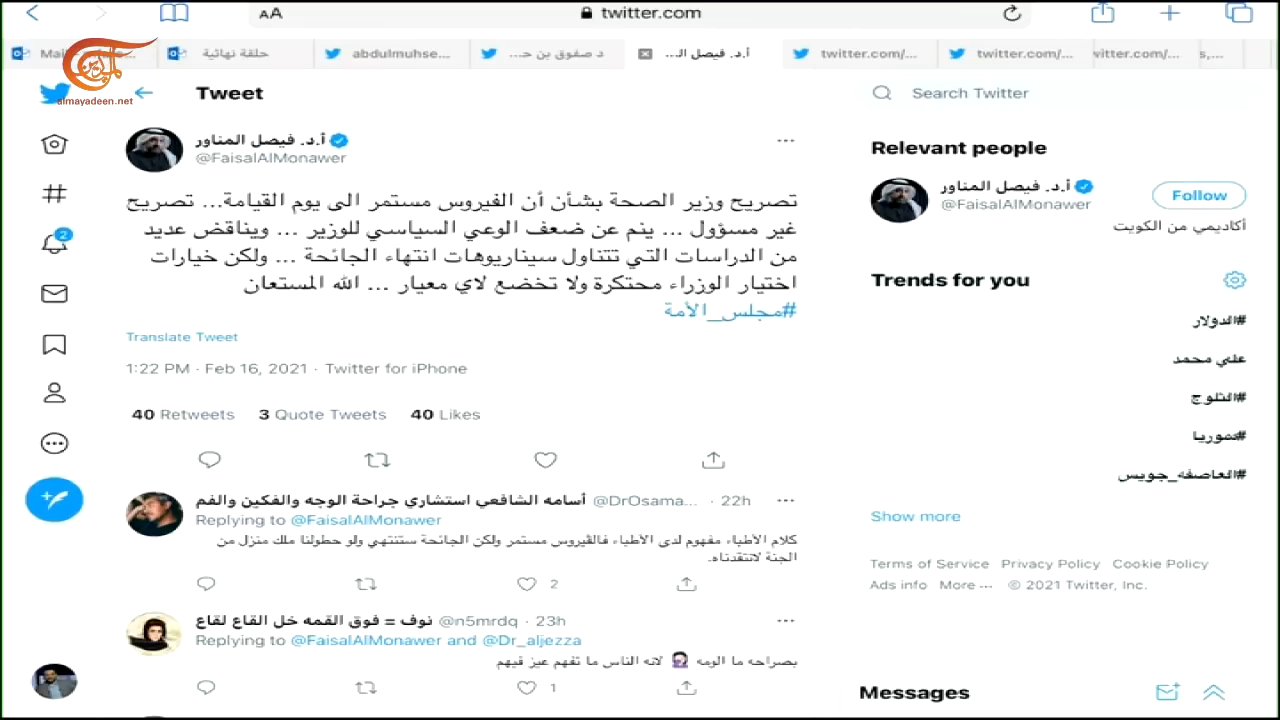 AA
twitter.com
حلقة نهائية
abdulmuhse...
د صفوق بن حـ...
أ.د. فيصل الـ...
twitter.com/...
twitter.com/...
witter.com/...
s,...
الميادين
almayadeen.net
Tweet
Search Twitter
أ.د. فيصل المناور
@FaisalAlMonawer
تصريح وزير الصحة بشأن أن الفيروس مستمر الى يوم القيامة... تصريح
غير مسؤول ... ينم عن ضعف الوعي السياسي للوزير ... ويناقض عديد
من الدراسات التي تتناول سيناريوهات انتهاء الجائحة ... ولكن خيارات
اختيار الوزراء محتكرة ولا تخضع لاي معيار ... الله المستعان
#مجلس_الأمة
Translate Tweet
1:22 PM · Feb 16, 2021 · Twitter for iPhone
40 Retweets 3 Quote Tweets 40 Likes
2
أسامه الشافعي استشاري جراحة الوجه والفكين والفم @DrOsama... · 22h
Replying to @FaisalAlMonawer
كلام الأطباء مفهوم لدى الأطباء فالڤيروس مستمر ولكن الجائحة ستنتهي ولو حطولنا ملك منزل من
الجنة لانتقدناه.
2
نوف = فوق القمه خل القاع لقاع @n5mrdq · 23h
Replying to @FaisalAlMonawer and @Dr_aljezza
بصراحه ما الومه لانه الناس ما تفهم عيز فيهم
1
Relevant people
أ.د. فيصل المناور
@FaisalAlMonawer
Follow
أكاديمي من الكويت
Trends for you
#الدولار
علي محمد
#الثلوج
#سوريا
#العاصفه_جويس
Show more
Terms of Service Privacy Policy Cookie Policy
Ads info More ··· © 2021 Twitter, Inc.
Messages